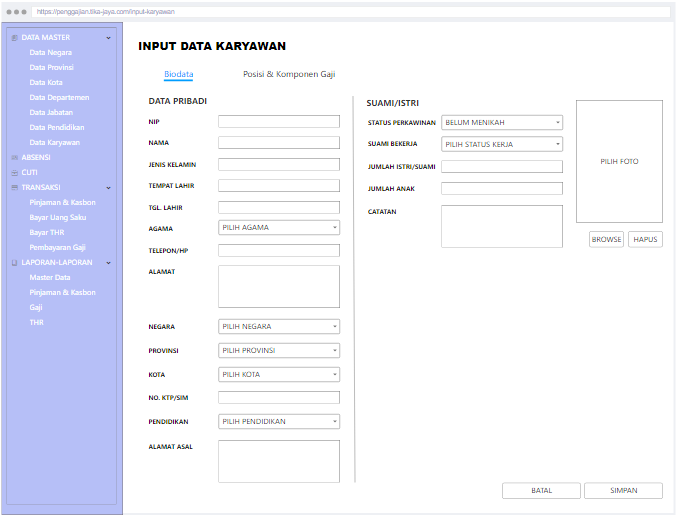 https://penggajian.tika-jaya.com/input-karyawan
DATA MASTER
Data Negara
Data Provinsi
Data Kota
Data Departemen
Data Jabatan
Data Pendidikan
Data Karyawan
ABSENSI
CUTI
TRANSAKSI
Pinjaman & Kasbon
Bayar Uang Saku
Bayar THR
Pembayaran Gaji
LAPORAN-LAPORAN
Master Data
Pinjaman & Kasbon
Gaji
THR
INPUT DATA KARYAWAN
Biodata
Posisi & Komponen Gaji
DATA PRIBADI
NIP
NAMA
JENIS KELAMIN
TEMPAT LAHIR
TGL. LAHIR
AGAMA PILIH AGAMA
TELEPON/HP
ALAMAT
NEGARA PILIH NEGARA
PROVINSI PILIH PROVINSI
KOTA PILIH KOTA
NO. KTP/SIM
PENDIDIKAN PILIH PENDIDIKAN
ALAMAT ASAL
SUAMI/ISTRI
STATUS PERKAWINAN BELUM MENIKAH
SUAMI BEKERJA PILIH STATUS KERJA
JUMLAH ISTRI/SUAMI
JUMLAH ANAK
CATATAN
PILIH FOTO
BROWSE HAPUS
BATAL SIMPAN